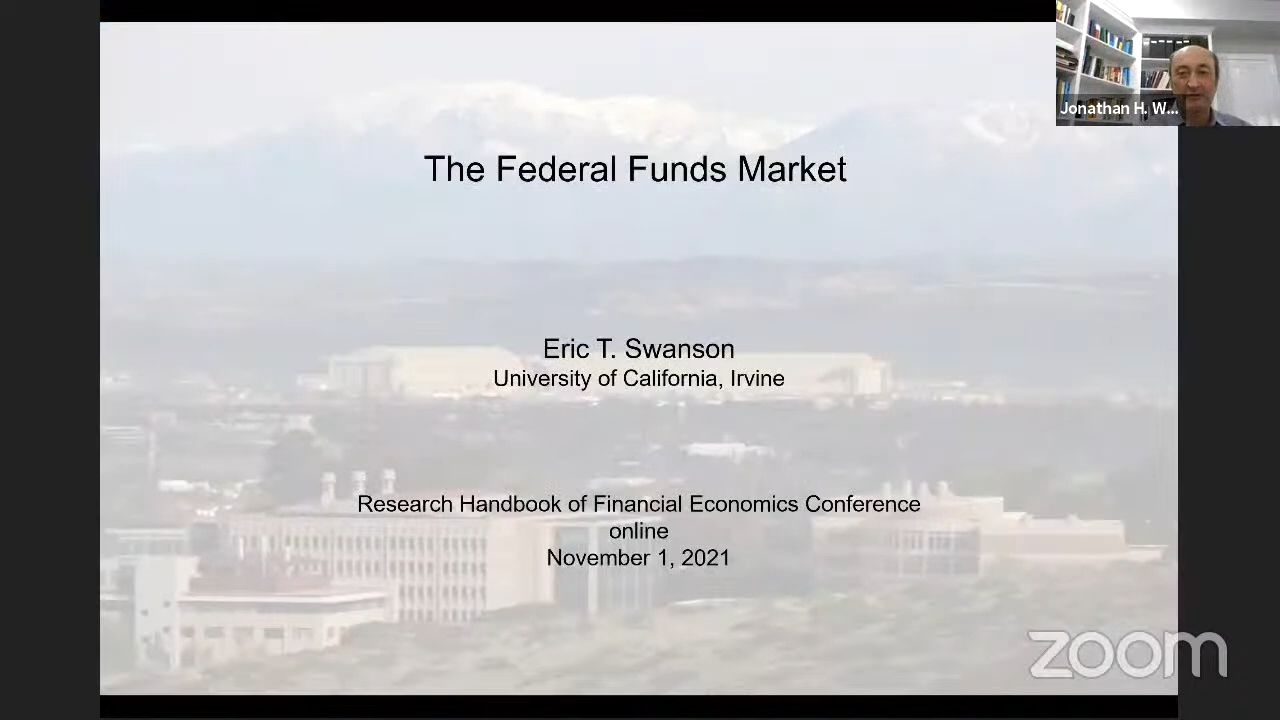 Jonathan H. W...
The Federal Funds Market
Eric T. Swanson
University of California, Irvine
Research Handbook of Financial Economics Conference
online
November 1, 2021
zoom